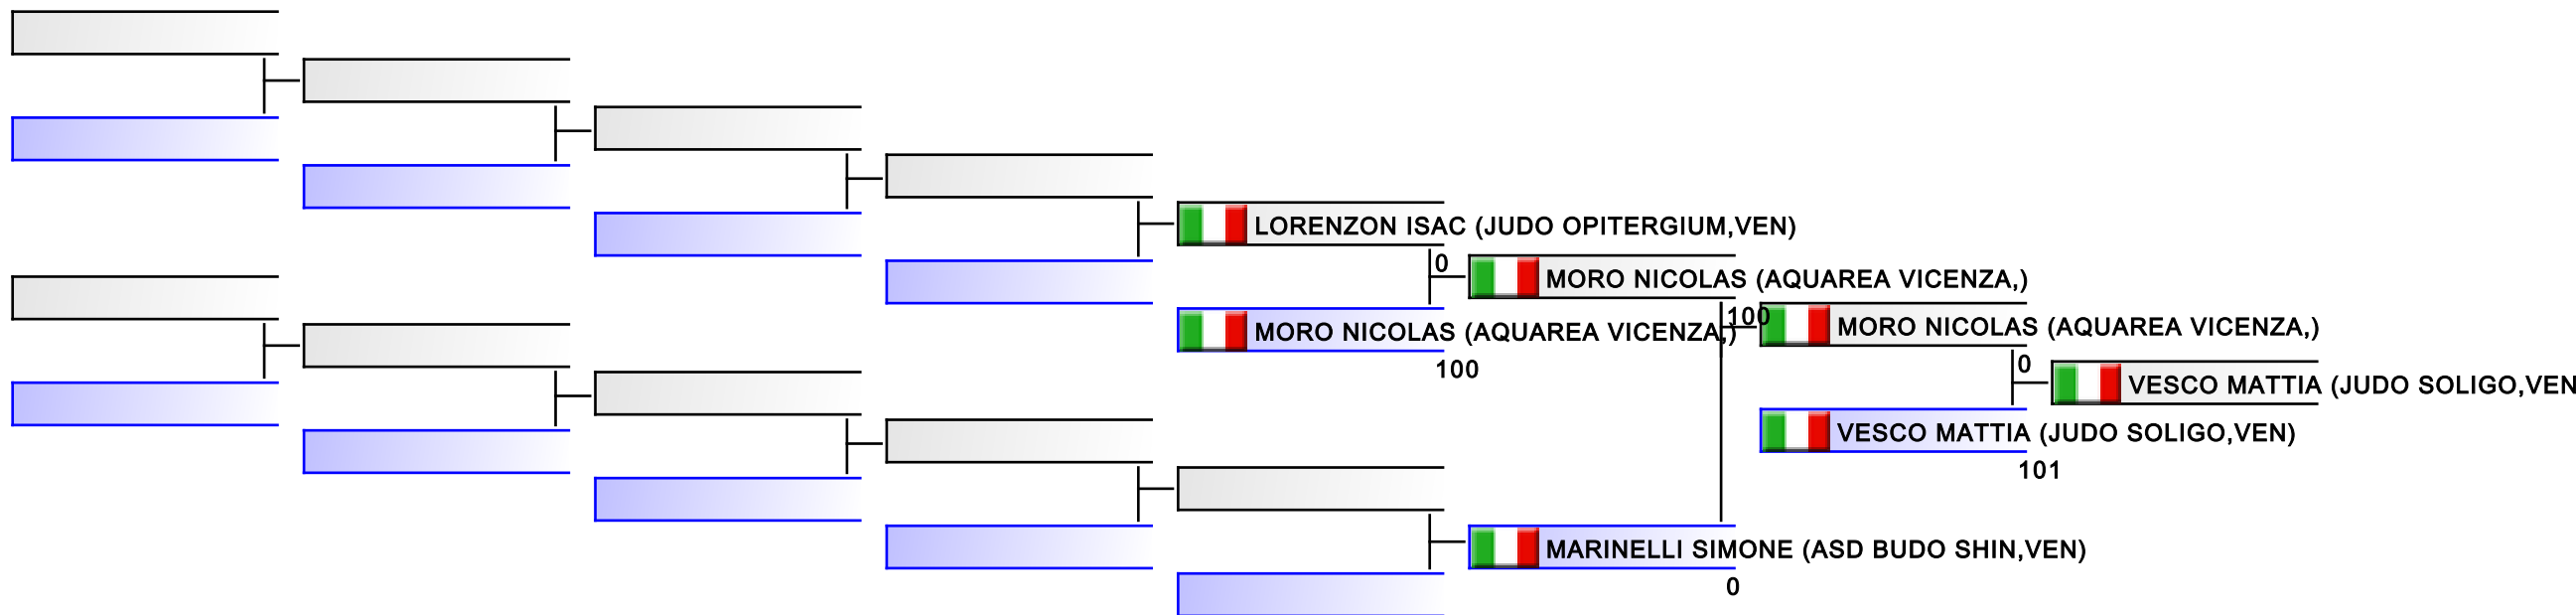 LORENZON ISAC (JUDO OPITERGIUM,VEN)
0
MORO NICOLAS (AQUAREA VICENZA,)
100
MORO NICOLAS (AQUAREA VICENZA,)
MORO NICOLAS (AQUAREA VICENZA,)
100
0
VESCO MATTIA (JUDO SOLIGO,VEN
VESCO MATTIA (JUDO SOLIGO,VEN)
101
MARINELLI SIMONE (ASD BUDO SHIN,VEN)
0